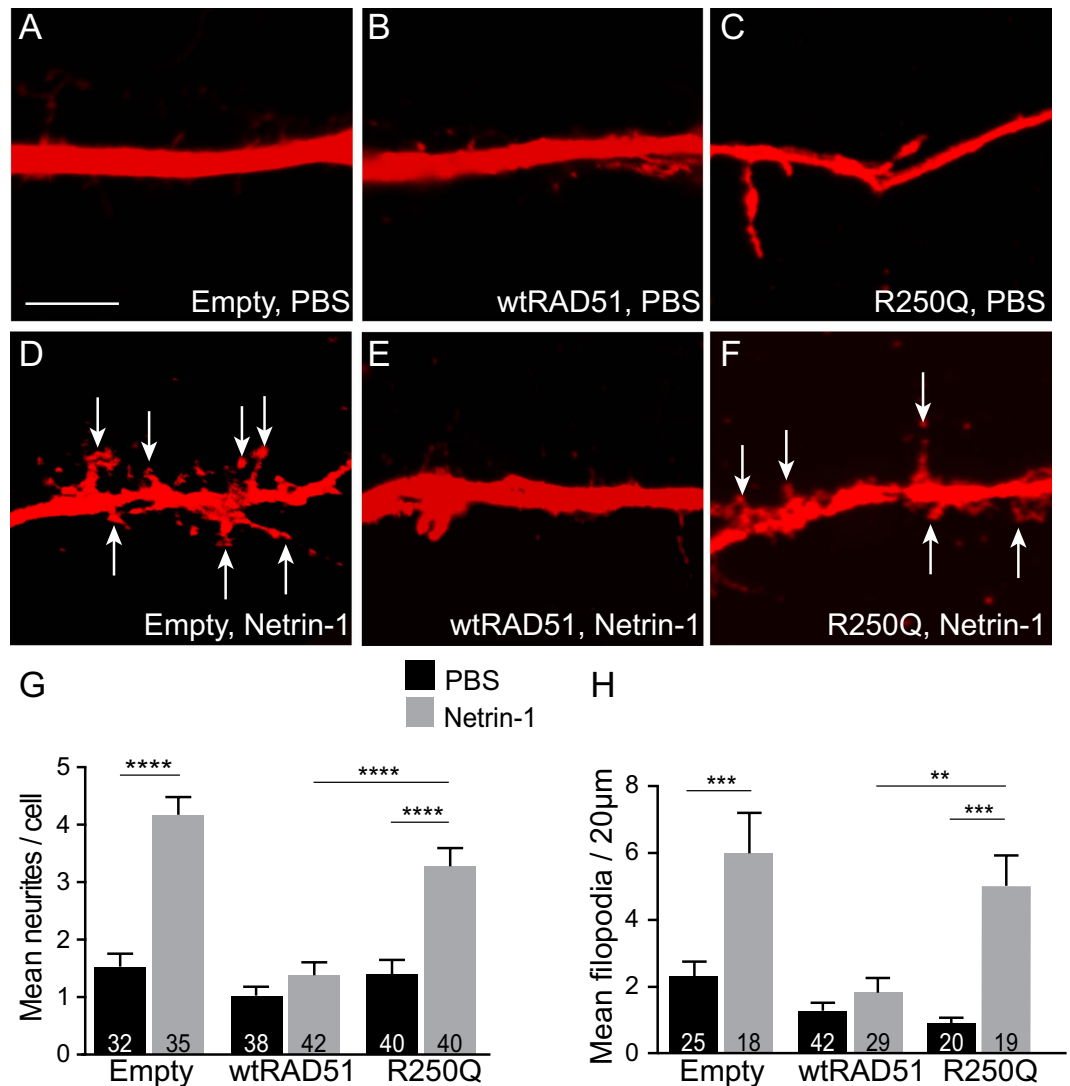 A
B
C
Empty, PBS
wtRAD51, PBS
R250Q, PBS
D
E
F
Empty, Netrin-1
wtRAD51, Netrin-1
R250Q, Netrin-1
G
PBS
Netrin-1
H
Mean neurites / cell
5
4
3
2
1
0
****
****
****
32
35
38
42
40
40
Empty
wtRAD51
R250Q
Mean filopodia / 20µm
8
6
4
2
0
***
**
***
25
18
42
29
20
19
Empty
wtRAD51
R250Q